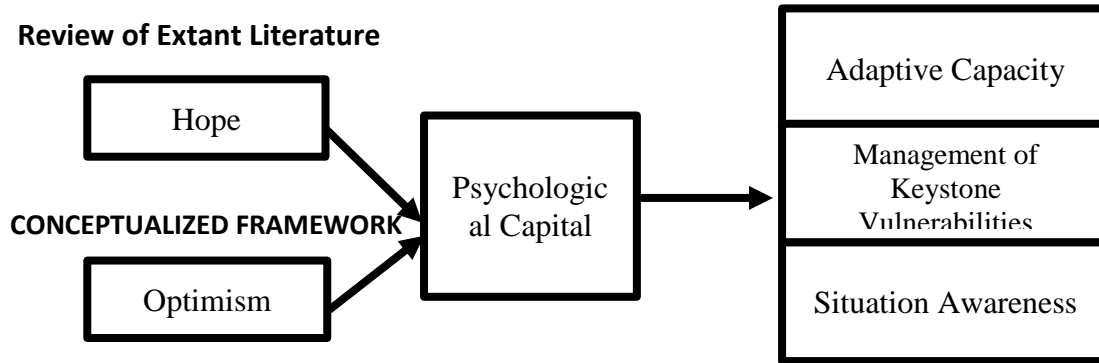 Review of Extant Literature
Hope
CONCEPTUALIZED FRAMEWORK
Optimism
Psychologic
al Capital
Adaptive Capacity
Management of
Keystone
Vulnerabilities
Situation Awareness